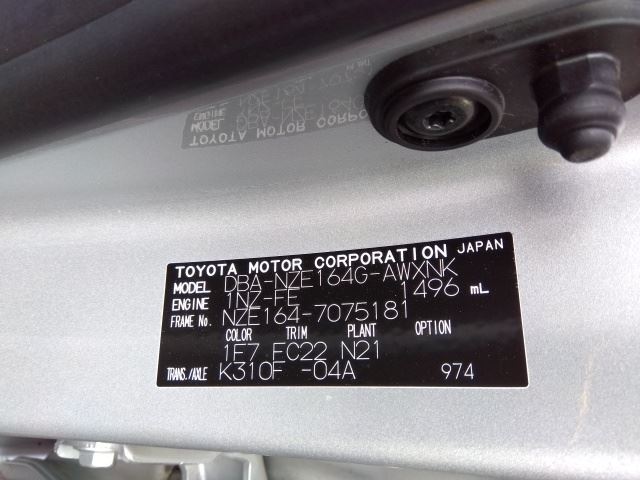 TOYOTA MOTOR CORPORATION JAPAN
MODEL DBA-NZE164G-AWXNK
ENGINE 1NZ-FE 1496 mL
FRAME No. NZE164-7075181
COLOR TRIM PLANT OPTION
1F7 FC22 N21
TRANS./AXLE K310F -04A 974